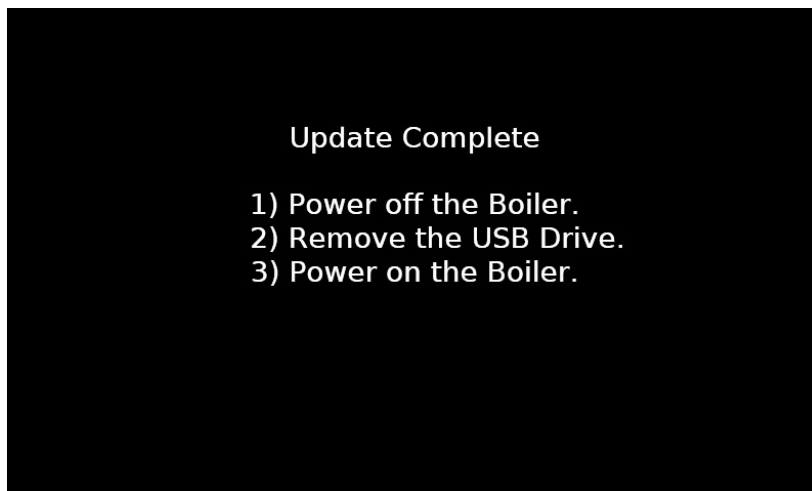 Update Complete
1) Power off the Boiler.
2) Remove the USB Drive.
3) Power on the Boiler.